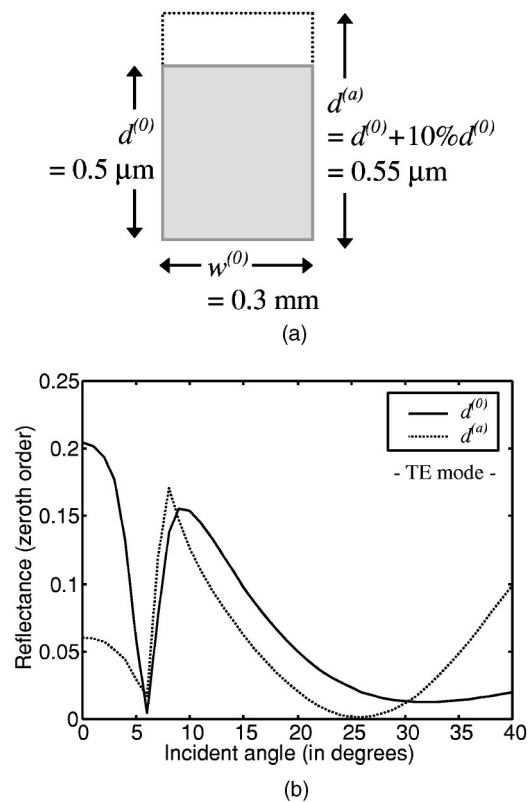 d^(0)
= 0.5 μm
d^(a)
= d^(0)+10%d^(0)
= 0.55 μm
w^(0)
= 0.3 mm
(a)
0.25
0.2
0.15
0.1
0.05
0
Reflectance (zeroth order)
d^(0)
d^(a)
- TE mode -
0 5 10 15 20 25 30 35 40
Incident angle (in degrees)
(b)